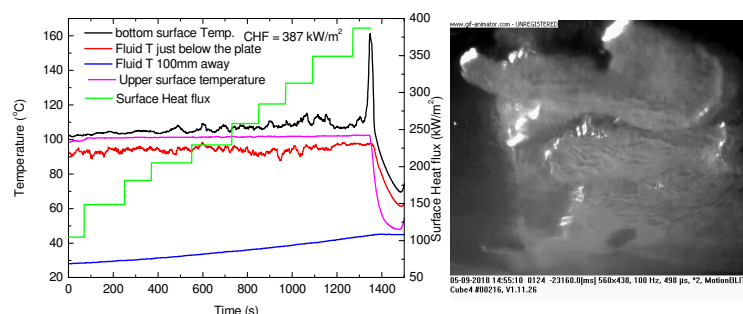 bottom surface Temp.
CHF = 387 kW/m2
Fluid T just below the plate
Fluid T 100mm away
Upper surface temperature
Surface Heat flux
Temperature (°C)
160
140
120
100
80
60
40
20
400
350
300
250
200
150
100
50
Surface Heat flux (kW/m2)
0 200 400 600 800 1000 1200 1400
Time (s)
www.gif-animator.com - UNREGISTERED
05-09-2018 14:55:10 0124 -23160.0[ms] 560x438, 100 Hz, 498 µs, *2, MotionBLIT
Cube4 #00216, V1.11.26